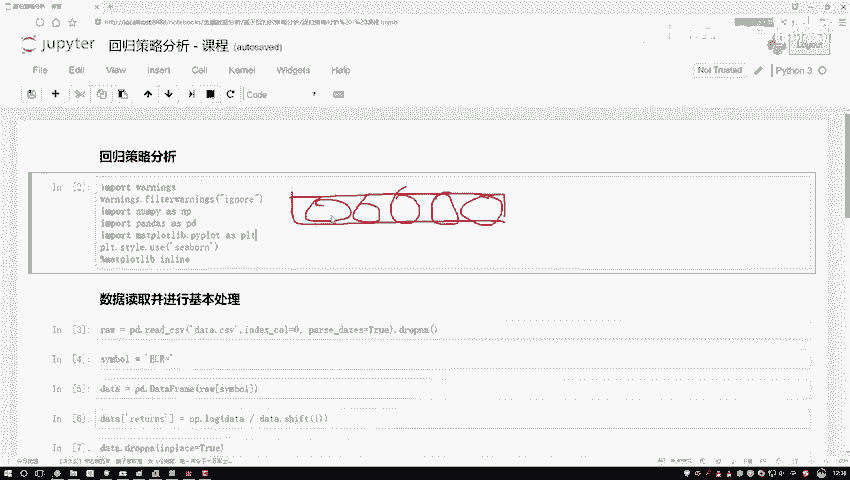 jupyter 回归策略分析 - 课程 (autosaved)
Logout
File Edit View Insert Cell Kernel Widgets Help
Not Trusted
Python 3
Code
回归策略分析
In [2]: import warnings
warnings.filterwarnings("ignore")
import numpy as np
import pandas as pd
import matplotlib.pyplot as plt
plt.style.use('seaborn')
%matplotlib inline
数据读取并进行基本处理
In [3]: raw = pd.read_csv('data.csv',index_col=0, parse_dates=True).dropna()
In [4]: symbol = 'EUR='
In [5]: data = pd.DataFrame(raw[symbol])
In [6]: data['returns'] = np.log(data / data.shift(1))
In [7]: data.dropna(inplace=True)